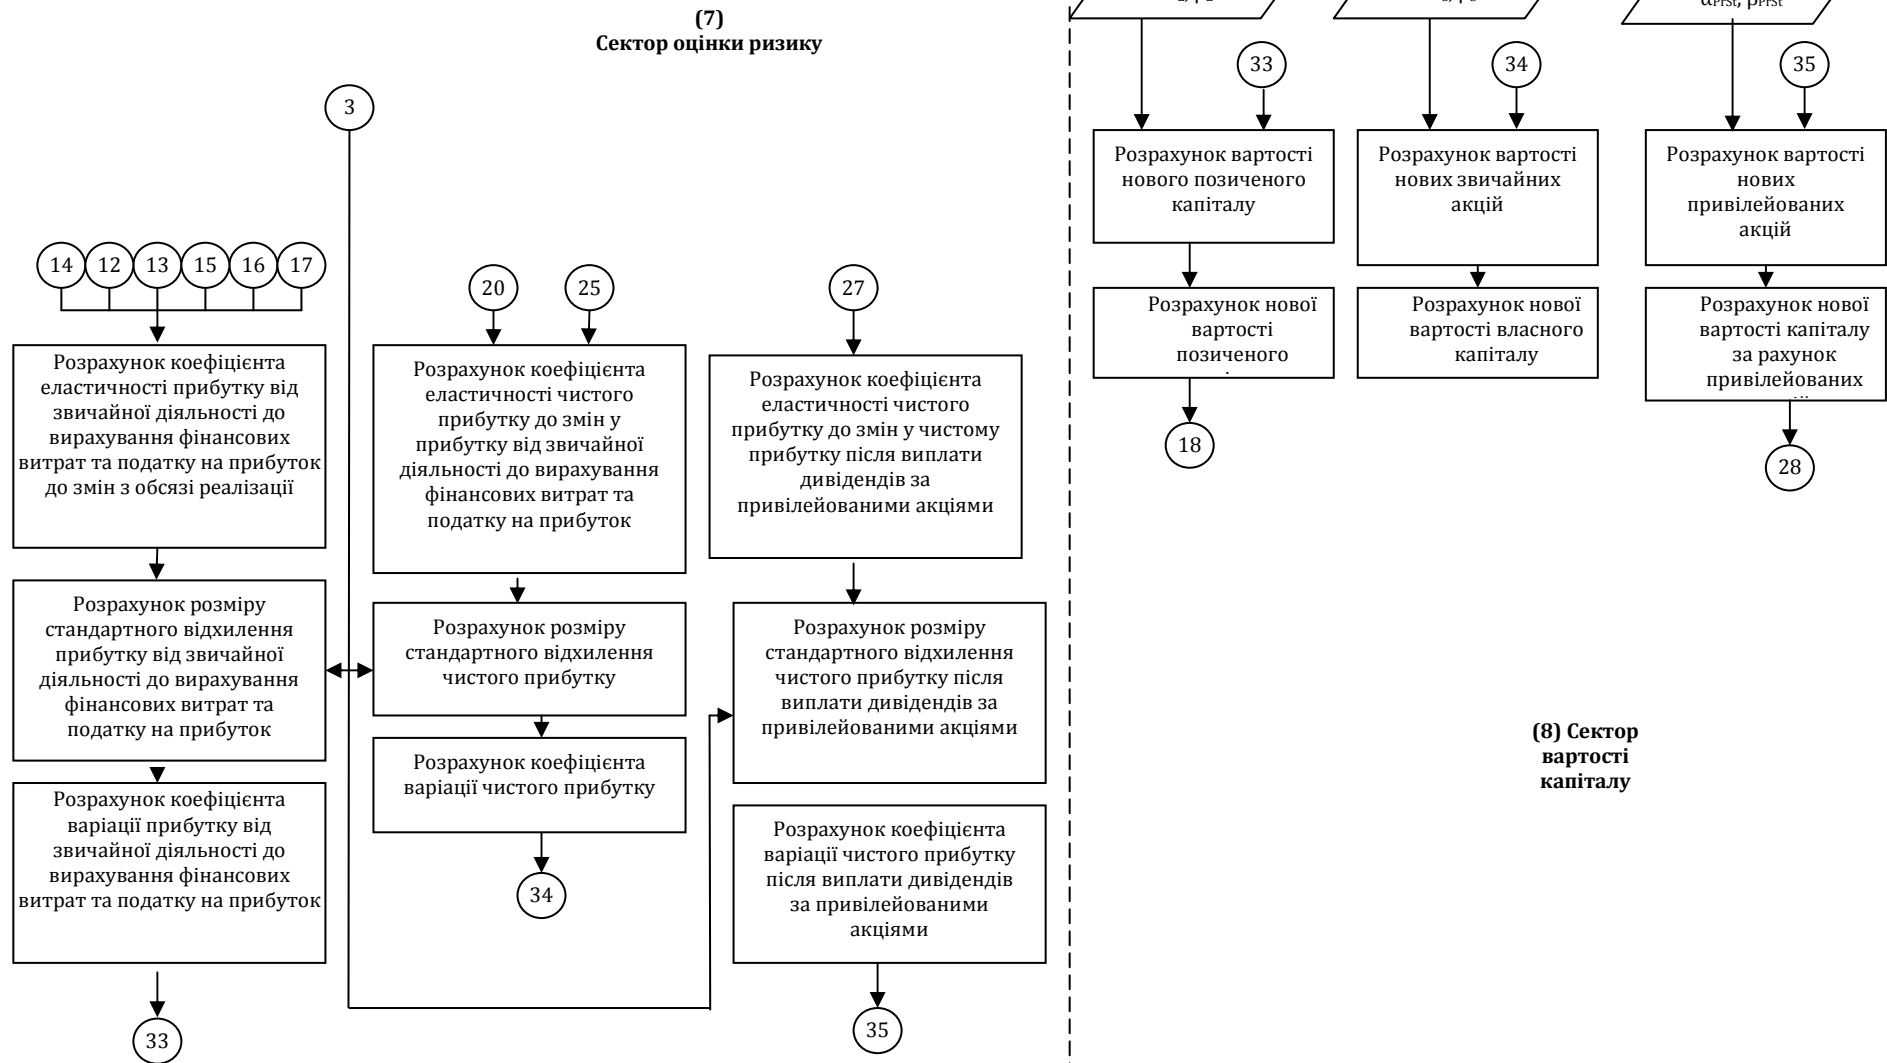 (7)
Сектор оцінки ризику
3
14 12 13 15 16 17
Розрахунок коефіцієнта
еластичності прибутку від
звичайної діяльності до
вирахування фінансових
витрат та податку на прибуток
до змін з обсязі реалізації
Розрахунок розміру
стандартного відхилення
прибутку від звичайної
діяльності до вирахування
фінансових витрат та
податку на прибуток
Розрахунок коефіцієнта
варіації прибутку від
звичайної діяльності до
вирахування фінансових
витрат та податку на прибуток
33
20 25
Розрахунок коефіцієнта
еластичності чистого
прибутку до змін у
прибутку від звичайної
діяльності до вирахування
фінансових витрат та
податку на прибуток
Розрахунок розміру
стандартного відхилення
чистого прибутку
Розрахунок коефіцієнта
варіації чистого прибутку
34
27
Розрахунок коефіцієнта
еластичності чистого
прибутку до змін у чистому
прибутку після виплати
дивідендів за
привілейованими акціями
Розрахунок розміру
стандартного відхилення
чистого прибутку після
виплати дивідендів за
привілейованими акціями
Розрахунок коефіцієнта
варіації чистого прибутку
після виплати дивідендів
за привілейованими
акціями
35
33
Розрахунок вартості
нового позиченого
капіталу
Розрахунок нової
вартості
позиченого
18
34
Розрахунок вартості
нових звичайних
акцій
Розрахунок нової
вартості власного
капіталу
35
Розрахунок вартості
нових
привілейованих
акцій
Розрахунок нової
вартості капіталу
за рахунок
привілейованих
28
(8) Сектор
вартості
капіталу